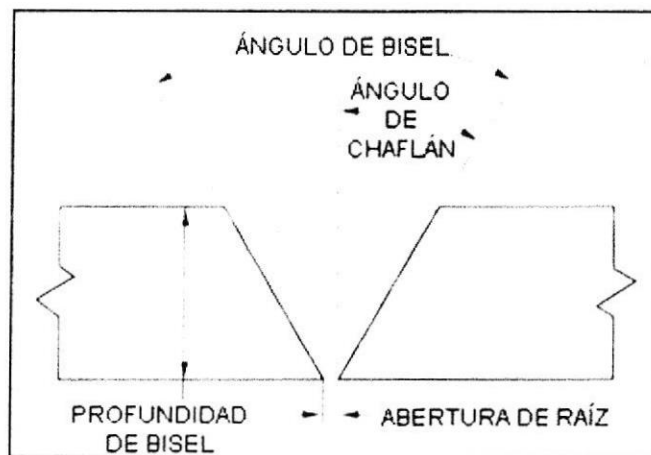 ÁNGULO DE BISEL
ÁNGULO
DE
CHAFLÁN
PROFUNDIDAD
DE BISEL
ABERTURA DE RAÍZ